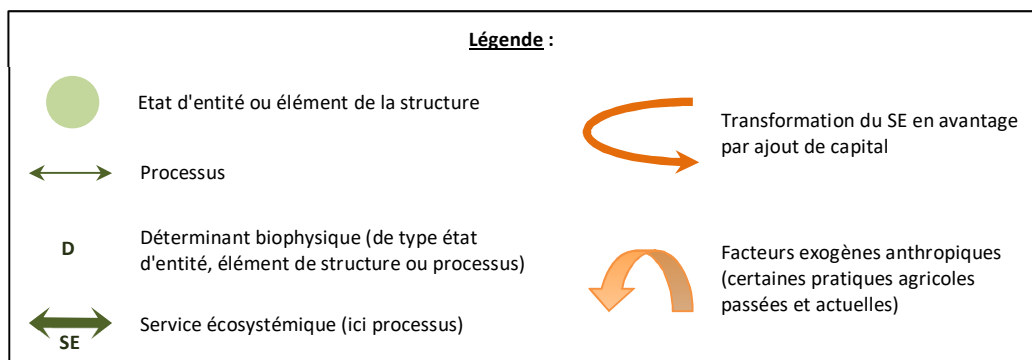 Légende :
Etat d'entité ou élément de la structure
Processus
D
Déterminant biophysique (de type état
d'entité, élément de structure ou processus)
SE
Service écosystémique (ici processus)
Transformation du SE en avantage
par ajout de capital
Facteurs exogènes anthropiques
(certaines pratiques agricoles
passées et actuelles)